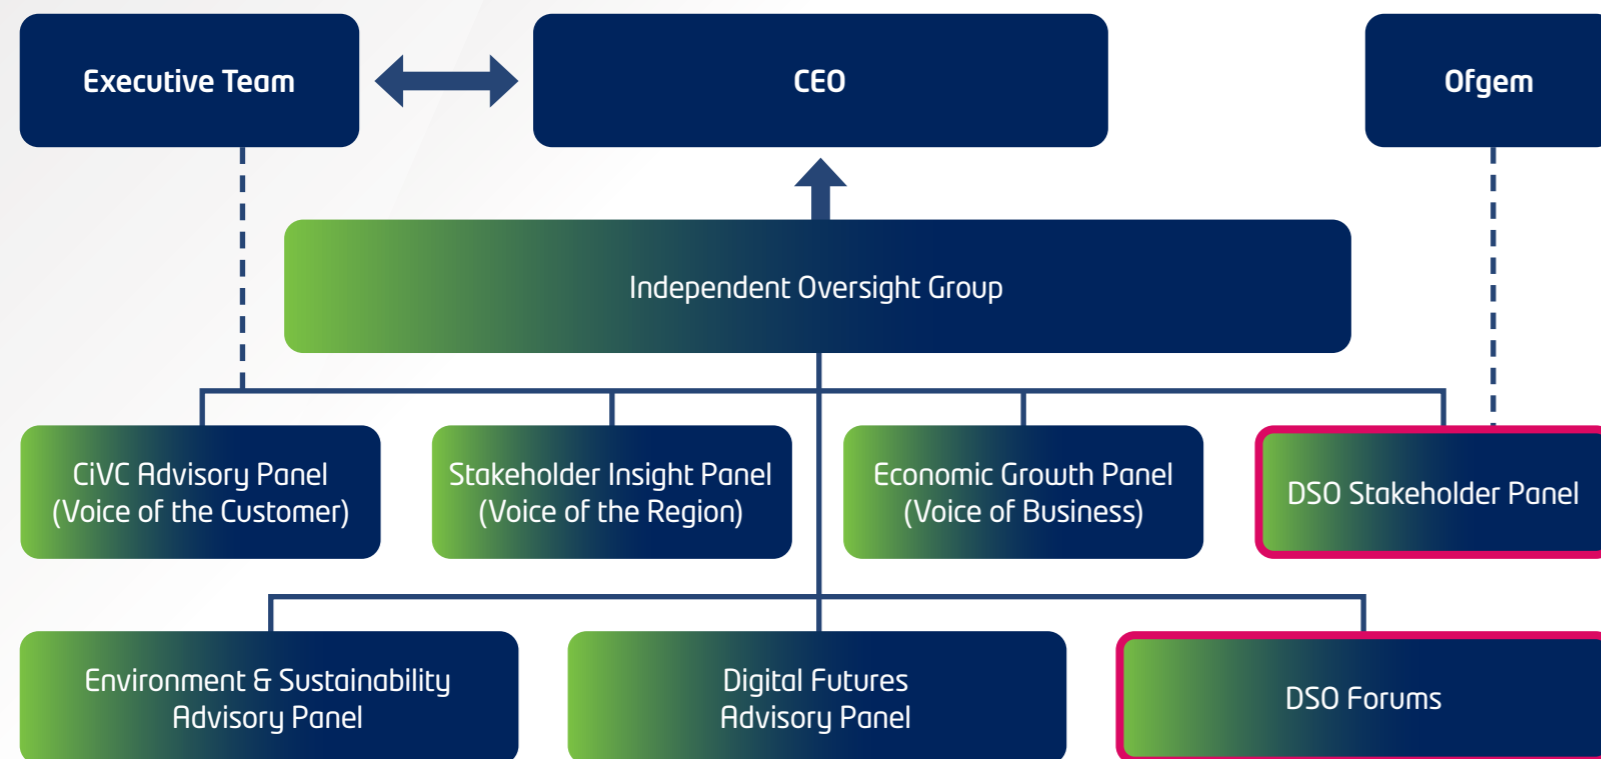 Executive Team
CEO
Ofgem
Independent Oversight Group
CiVC Advisory Panel
(Voice of the Customer)
Stakeholder Insight Panel
(Voice of the Region)
Economic Growth Panel
(Voice of Business)
DSO Stakeholder Panel
Environment & Sustainability
Advisory Panel
Digital Futures
Advisory Panel
DSO Forums